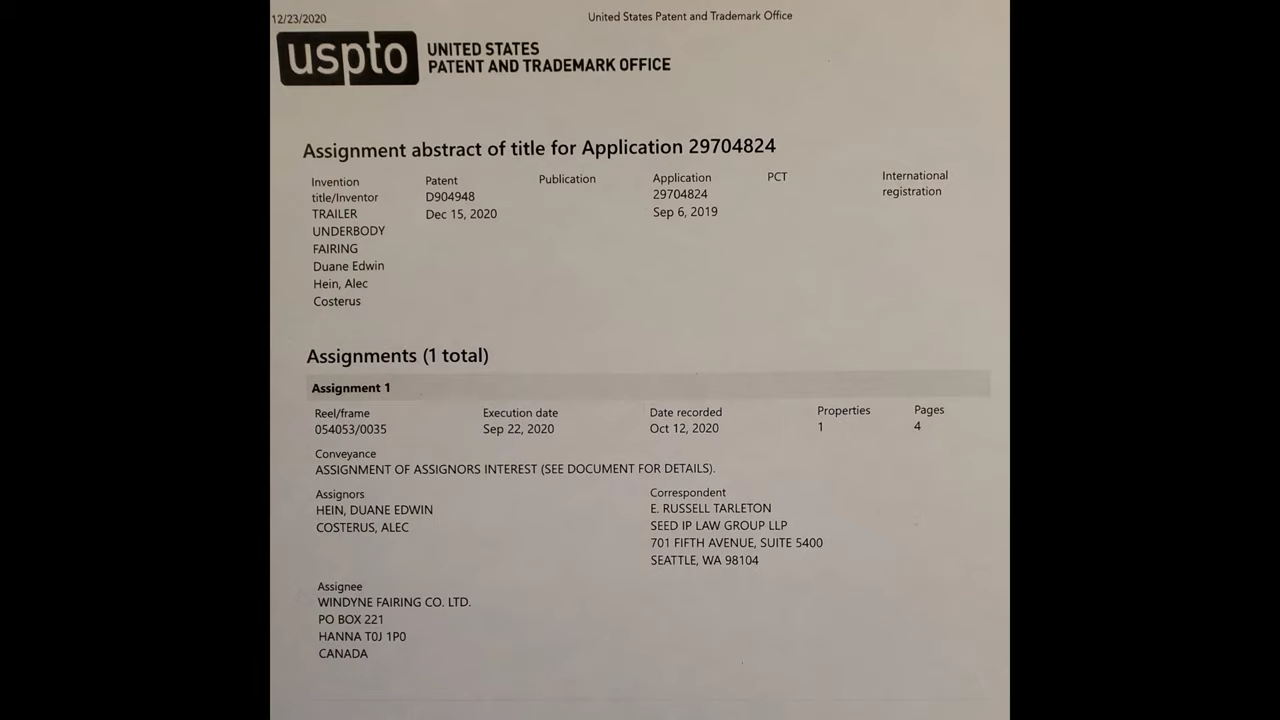 12/23/2020
United States Patent and Trademark Office
uspto
UNITED STATES
PATENT AND TRADEMARK OFFICE
Assignment abstract of title for Application 29704824
Invention
title/Inventor
TRAILER
UNDERBODY
FAIRING
Duane Edwin
Hein, Alec
Costerus
Patent
D904948
Dec 15, 2020
Publication
Application
29704824
Sep 6, 2019
PCT
International
registration
Assignments (1 total)
Assignment 1
Reel/frame
054053/0035
Execution date
Sep 22, 2020
Date recorded
Oct 12, 2020
Properties
1
Pages
4
Conveyance
ASSIGNMENT OF ASSIGNORS INTEREST (SEE DOCUMENT FOR DETAILS).
Assignors
HEIN, DUANE EDWIN
COSTERUS, ALEC
Correspondent
E. RUSSELL TARLETON
SEED IP LAW GROUP LLP
701 FIFTH AVENUE, SUITE 5400
SEATTLE, WA 98104
Assignee
WINDYNE FAIRING CO. LTD.
PO BOX 221
HANNA T0J 1P0
CANADA